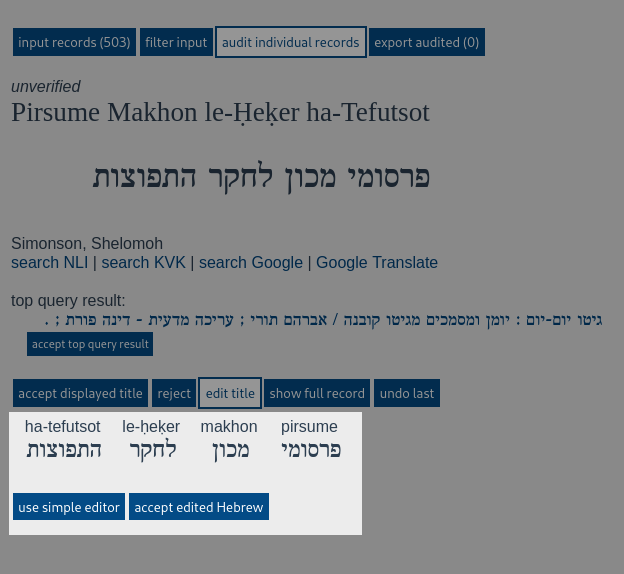 input records (503) filter input audit individual records export audited (0)
unverified
Pirsume Makhon le-Ḥeḳer ha-Tefutsot
פרסומי מכון לחקר התפוצות
Simonson, Shelomoh
search NLI | search KVK | search Google | Google Translate
top query result:
גיטו יום-יום : יומן ומסמכים מגיטו קובנה / אברהם תורי ; עריכה מדעית - דינה פורת ; .
accept top query result
accept displayed title reject edit title show full record undo last
ha-tefutsot le-ḥeḳer makhon pirsume
פרסומי מכון לחקר התפוצות
use simple editor accept edited Hebrew